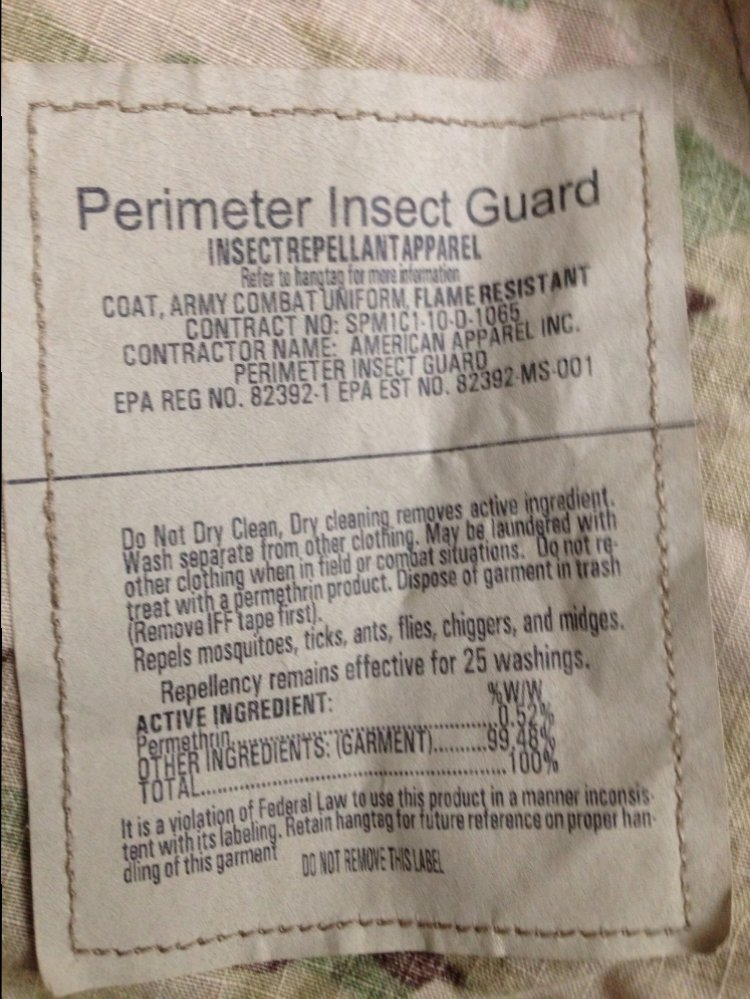 Perimeter Insect Guard
INSECT REPELLANT APPAREL
Refer to hangtag for more information
COAT, ARMY COMBAT UNIFORM, FLAME RESISTANT
CONTRACT NO: SPM1C1-10-D-1065
CONTRACTOR NAME: AMERICAN APPAREL INC.
PERIMETER INSECT GUARD
EPA REG NO. 82392-1 EPA EST NO. 82392-MS-001
Do Not Dry Clean, Dry cleaning removes active ingredient.
Wash separate from other clothing. May be laundered with
other clothing when in field or combat situations. Do not re-
treat with a permethrin product. Dispose of garment in trash
(Remove IFF tape first).
Repels mosquitoes, ticks, ants, flies, chiggers, and midges.
Repellency remains effective for 25 washings.
ACTIVE INGREDIENT: %W/W
Permethrin..............................0.52%
OTHER INGREDIENTS: (GARMENT)..........99.48%
TOTAL........................................100%
It is a violation of Federal Law to use this product in a manner inconsis-
tent with its labeling. Retain hangtag for future reference on proper han-
dling of this garment
DO NOT REMOVE THIS LABEL